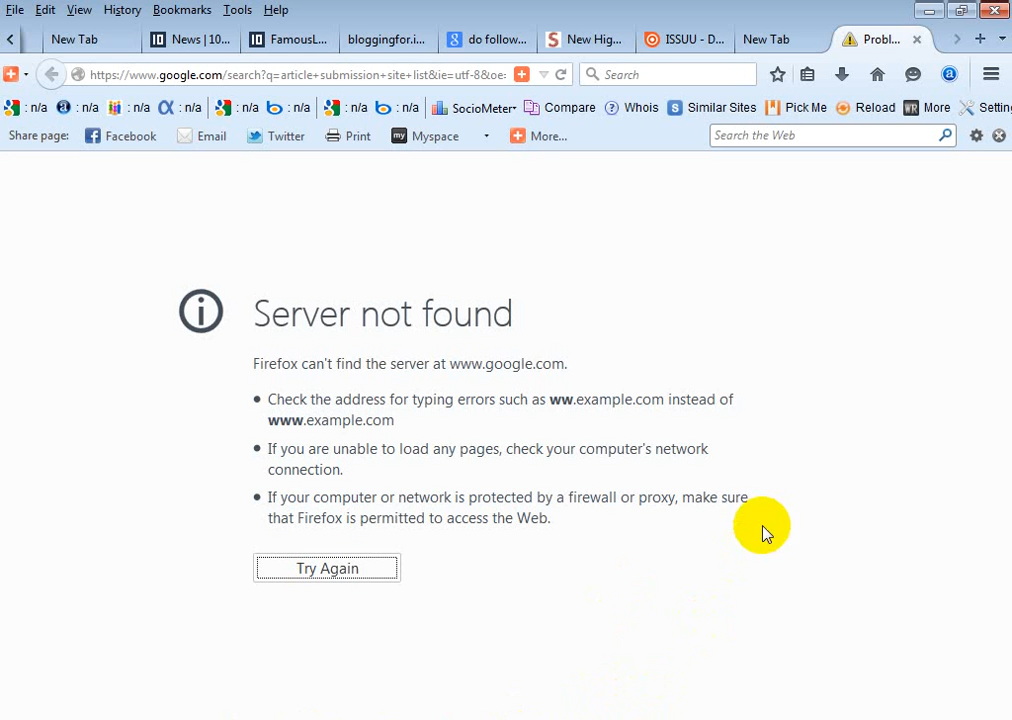 File Edit View History Bookmarks Tools Help
New Tab News | 10... FamousL... bloggingfor.i... do follow... New Hig... ISSUU - D... New Tab Probl...
https://www.google.com/search?q=article+submission+site+list&ie=utf-8&oe: Search
: n/a : n/a : n/a : n/a : n/a : n/a : n/a : n/a SocioMeter Compare Whois Similar Sites Pick Me Reload More Settin
Share page: Facebook Email Twitter Print Myspace More... Search the Web
Server not found
Firefox can't find the server at www.google.com.
• Check the address for typing errors such as ww.example.com instead of
www.example.com
• If you are unable to load any pages, check your computer's network
connection.
• If your computer or network is protected by a firewall or proxy, make sure
that Firefox is permitted to access the Web.
Try Again